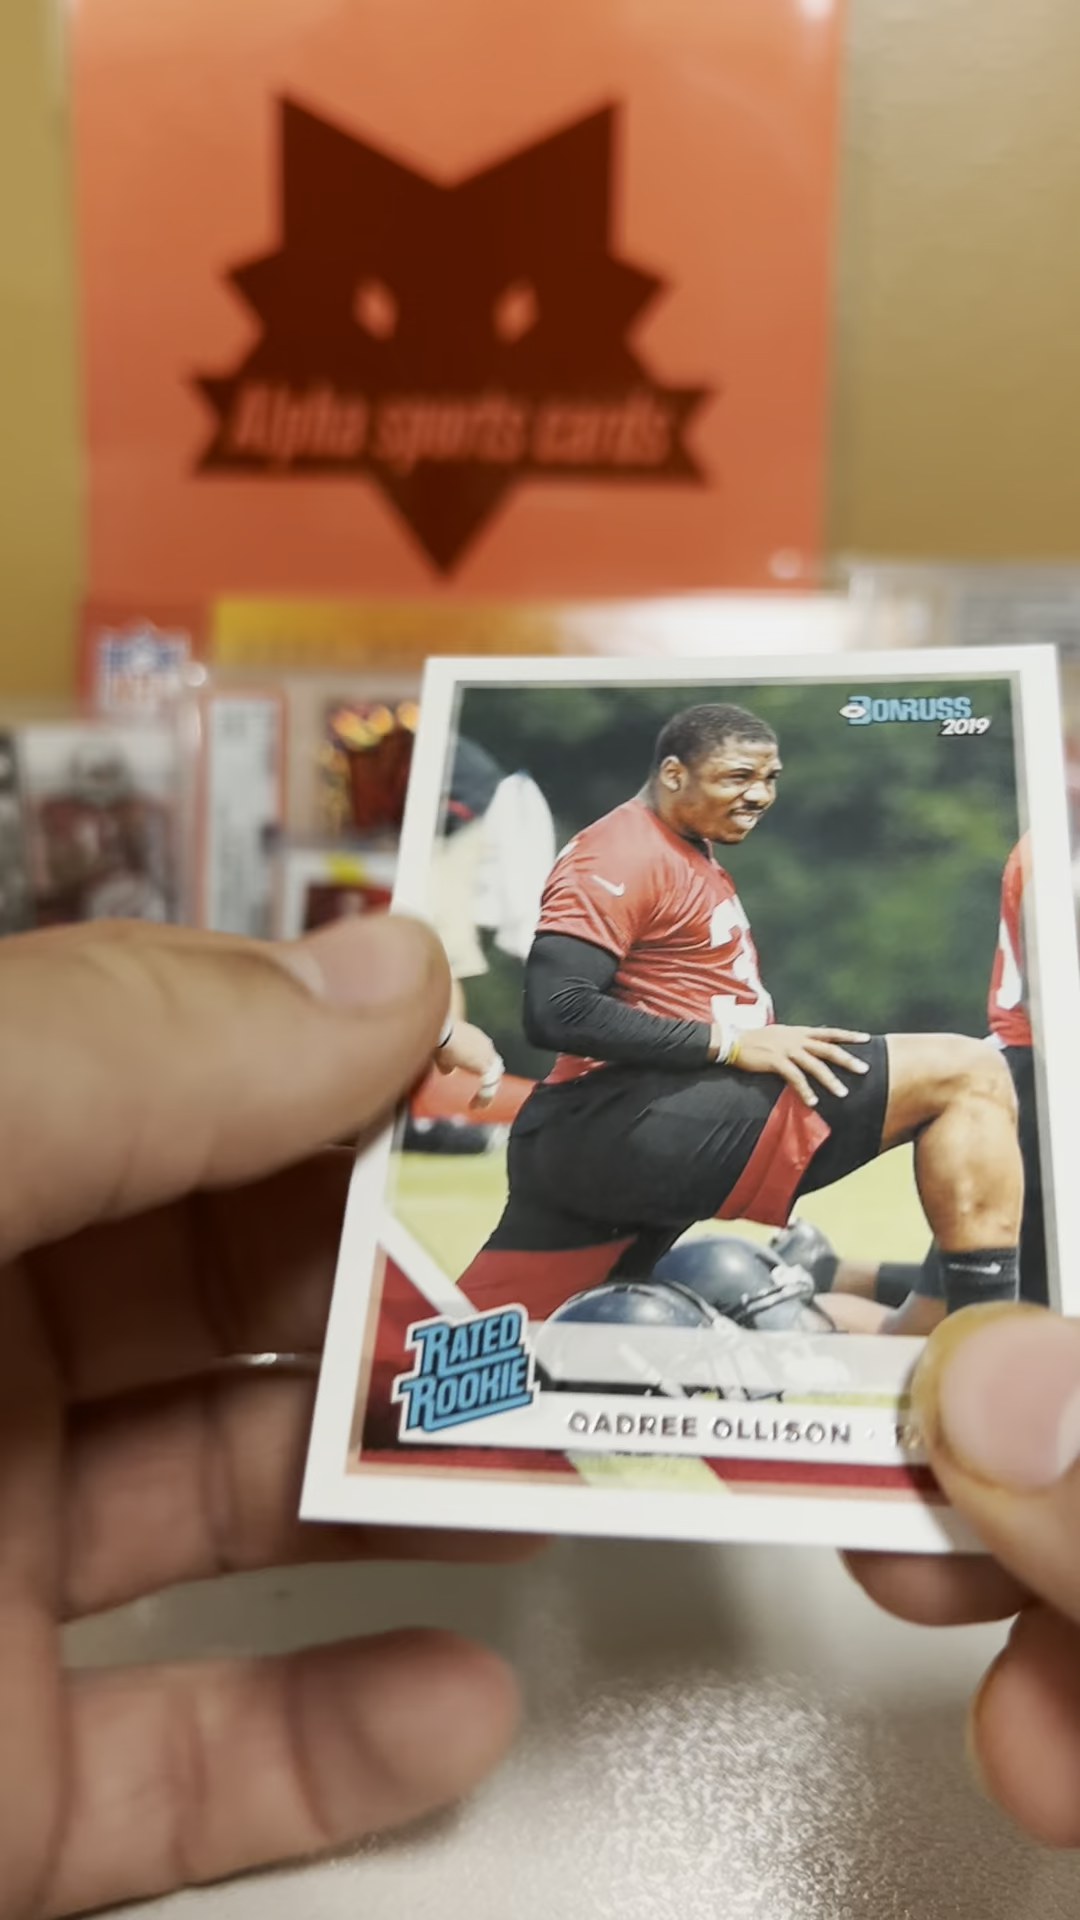 Alpha sports cards
DONRUSS
2019
RATED
ROOKIE
QADREE OLLISON